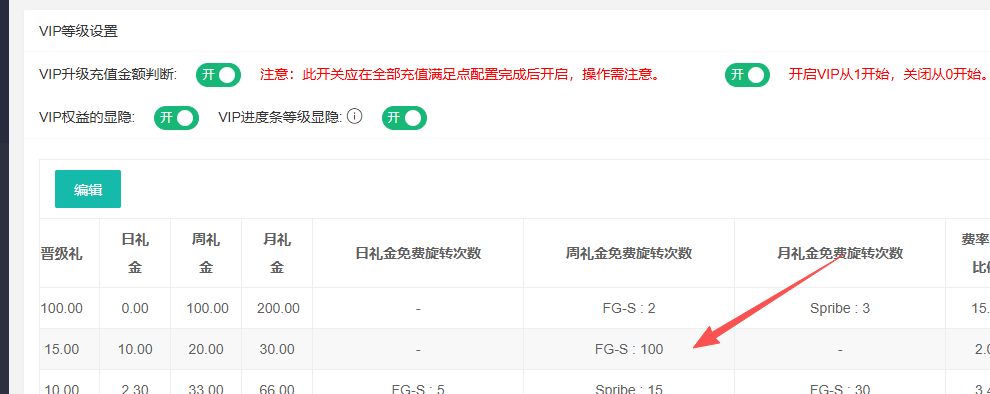 VIP等级设置
VIP升级充值金额判断: 开 注意：此开关应在全部充值满足点配置完成后开启，操作需注意。 开 开启VIP从1开始，关闭从0开始。
VIP权益的显隐: 开 VIP进度条等级显隐: 开
编辑
晋级礼 日礼金 周礼金 月礼金 日礼金免费旋转次数 周礼金免费旋转次数 月礼金免费旋转次数 费率
100.00 0.00 100.00 200.00 - FG-S : 2 Spribe : 3 15.
15.00 10.00 20.00 30.00 - FG-S : 100 - 2.0
10.00 2.30 33.00 66.00 FG-S : 5 Spribe : 15 FG-S : 30 3.4